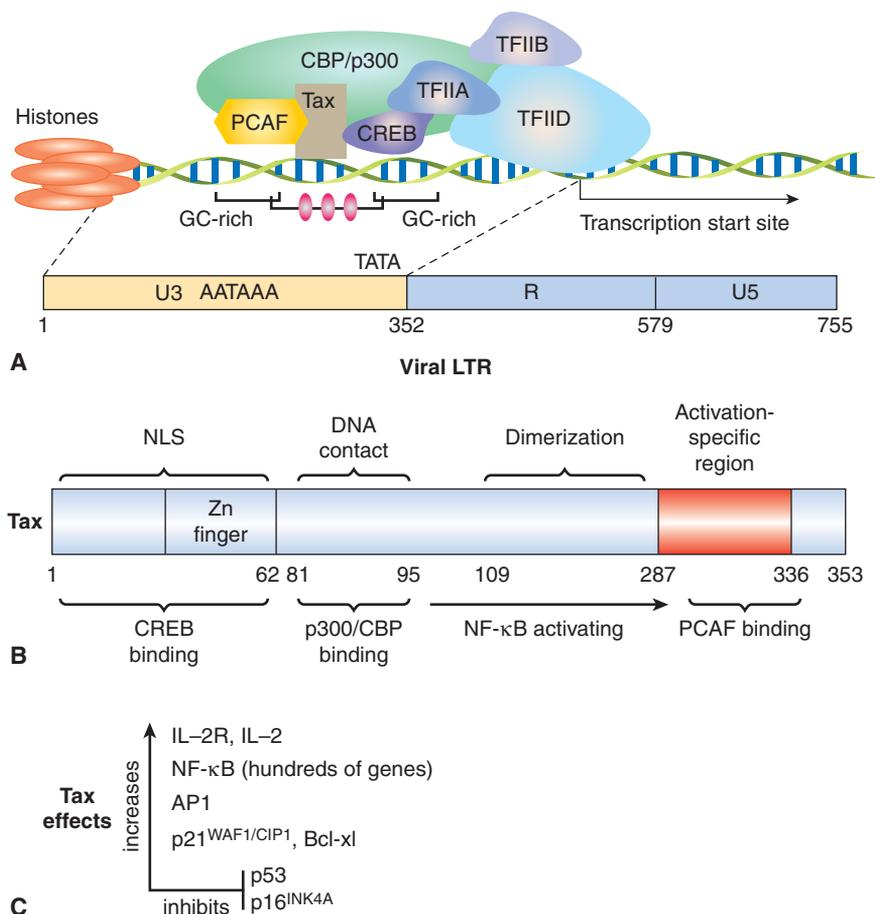 TFIIB
CBP/p300
TFIIA
Tax
Histones
PCAF
CREB
TFIID
GC-rich
GC-rich
Transcription start site
TATA
U3 AATAAA
R
U5
1
352
579
755
A
Viral LTR
NLS
DNA
contact
Dimerization
Activation-
specific
region
Tax
Zn
finger
1
62
81
95
109
287
336
353
CREB
binding
p300/CBP
binding
NF-κB activating
PCAF binding
B
Tax
effects
increases
IL–2R, IL–2
NF-κB (hundreds of genes)
AP1
p21WAF1/CIP1, Bcl-xl
inhibits
p53
p16INK4A
C